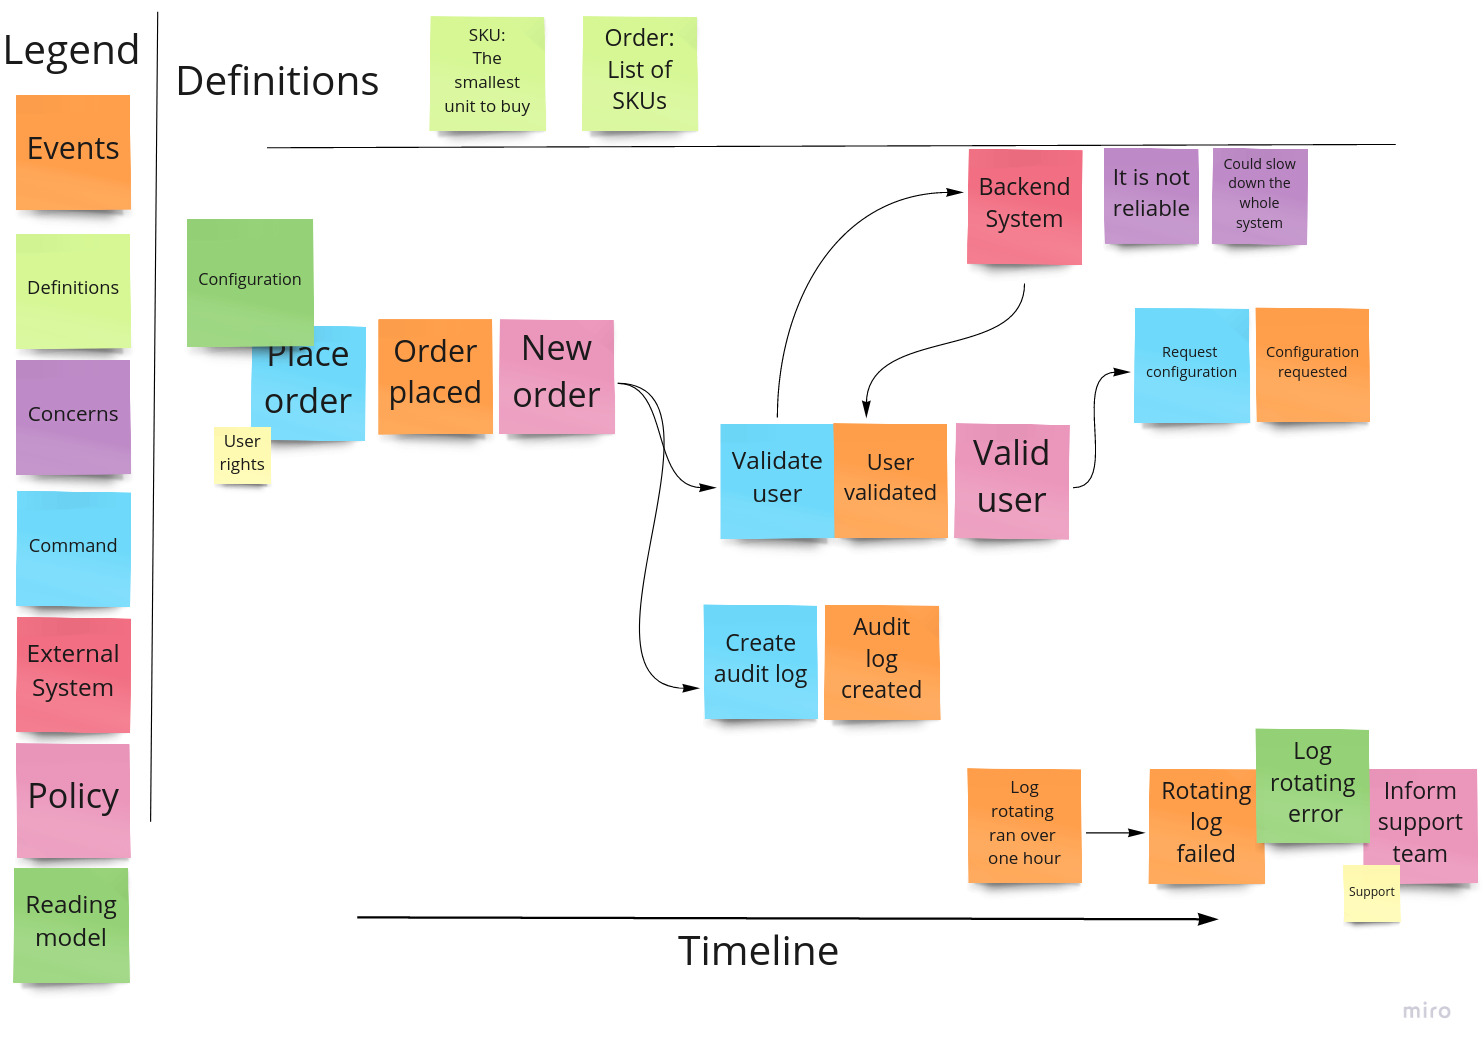 Legend
Events
Definitions
Concerns
Command
External
System
Policy
Reading
model
Definitions
SKU:
The
smallest
unit to buy
Order:
List of
SKUs
Configuration
Place
order
User
rights
Order
placed
New
order
Backend
System
It is not
reliable
Could slow
down the
whole
system
Validate
user
User
validated
Valid
user
Request
configuration
Configuration
requested
Create
audit log
Audit
log
created
Log
rotating
ran over
one hour
Rotating
log
failed
Log
rotating
error
Inform
support
team
Support
Timeline
miro